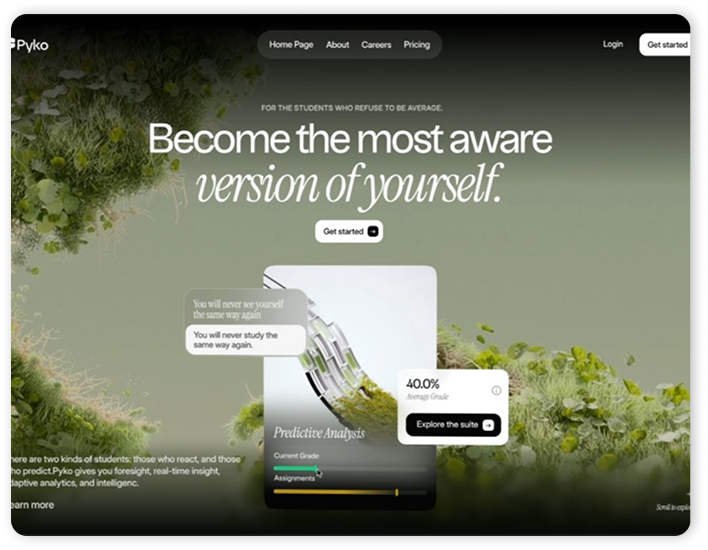 Pyko
Home Page About Careers Pricing
Login
Get started
FOR THE STUDENTS WHO REFUSE TO BE AVERAGE.
Become the most aware
version of yourself.
Get started
You will never see yourself
the same way again
You will never study the
same way again.
40.0%
Average Grade
Explore the suite
Predictive Analysis
Current Grade
Assignments
here are two kinds of students: those who react, and those
ho predict.Pyko gives you foresight, real-time insight,
daptive analytics, and intelligenc.
earn more
Scroll to explo